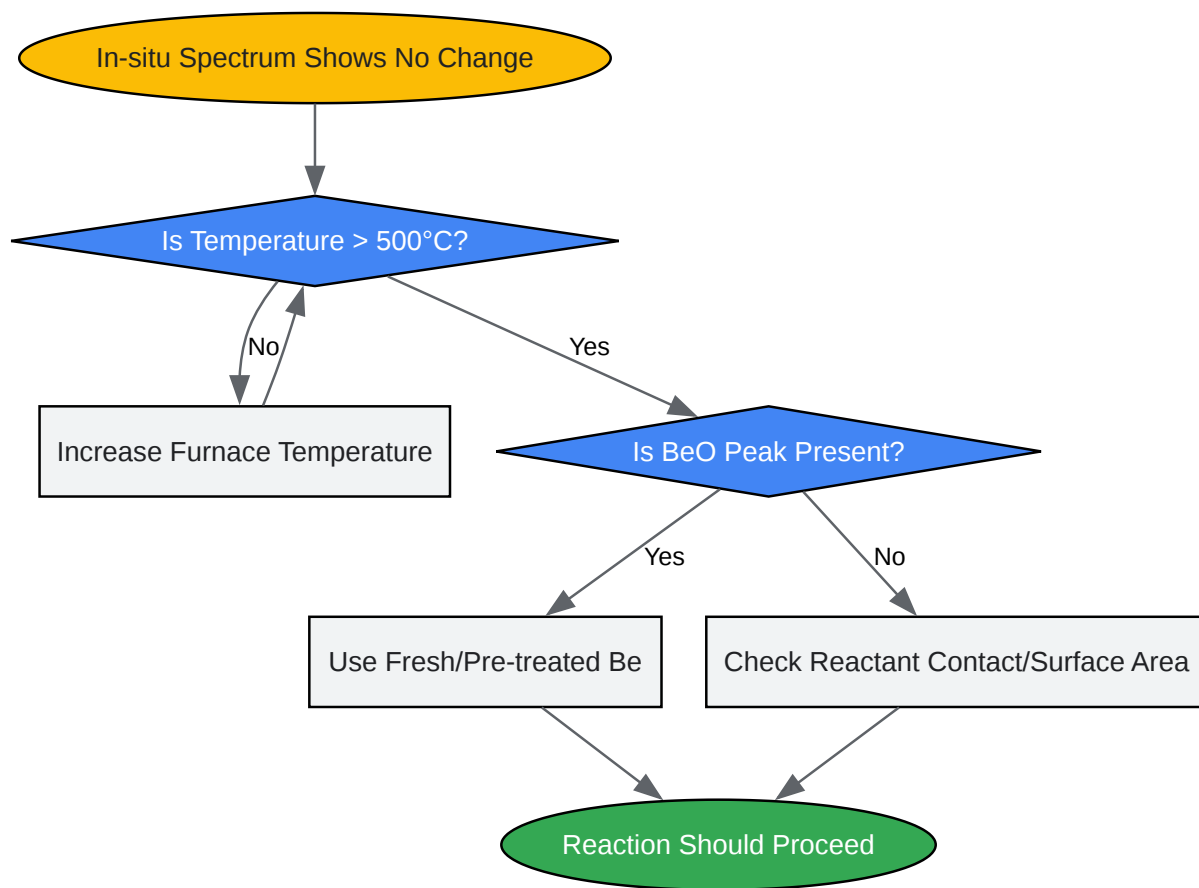 In-situ Spectrum Shows No Change
Is Temperature > 500°C?
No
Yes
Increase Furnace Temperature
Is BeO Peak Present?
Yes
No
Use Fresh/Pre-treated Be
Check Reactant Contact/Surface Area
Reaction Should Proceed